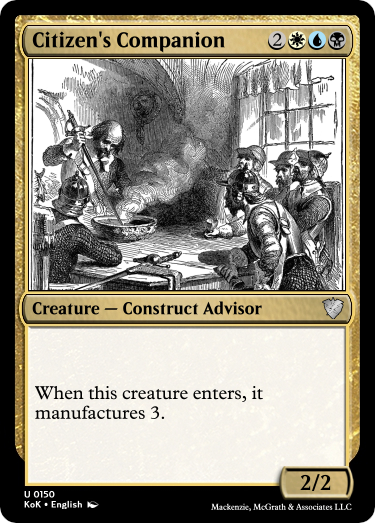 Citizen's Companion 2
Creature — Construct Advisor
When this creature enters, it
manufactures 3.
2/2
U 0150
KoK • English
Mackenzie, McGrath & Associates LLC